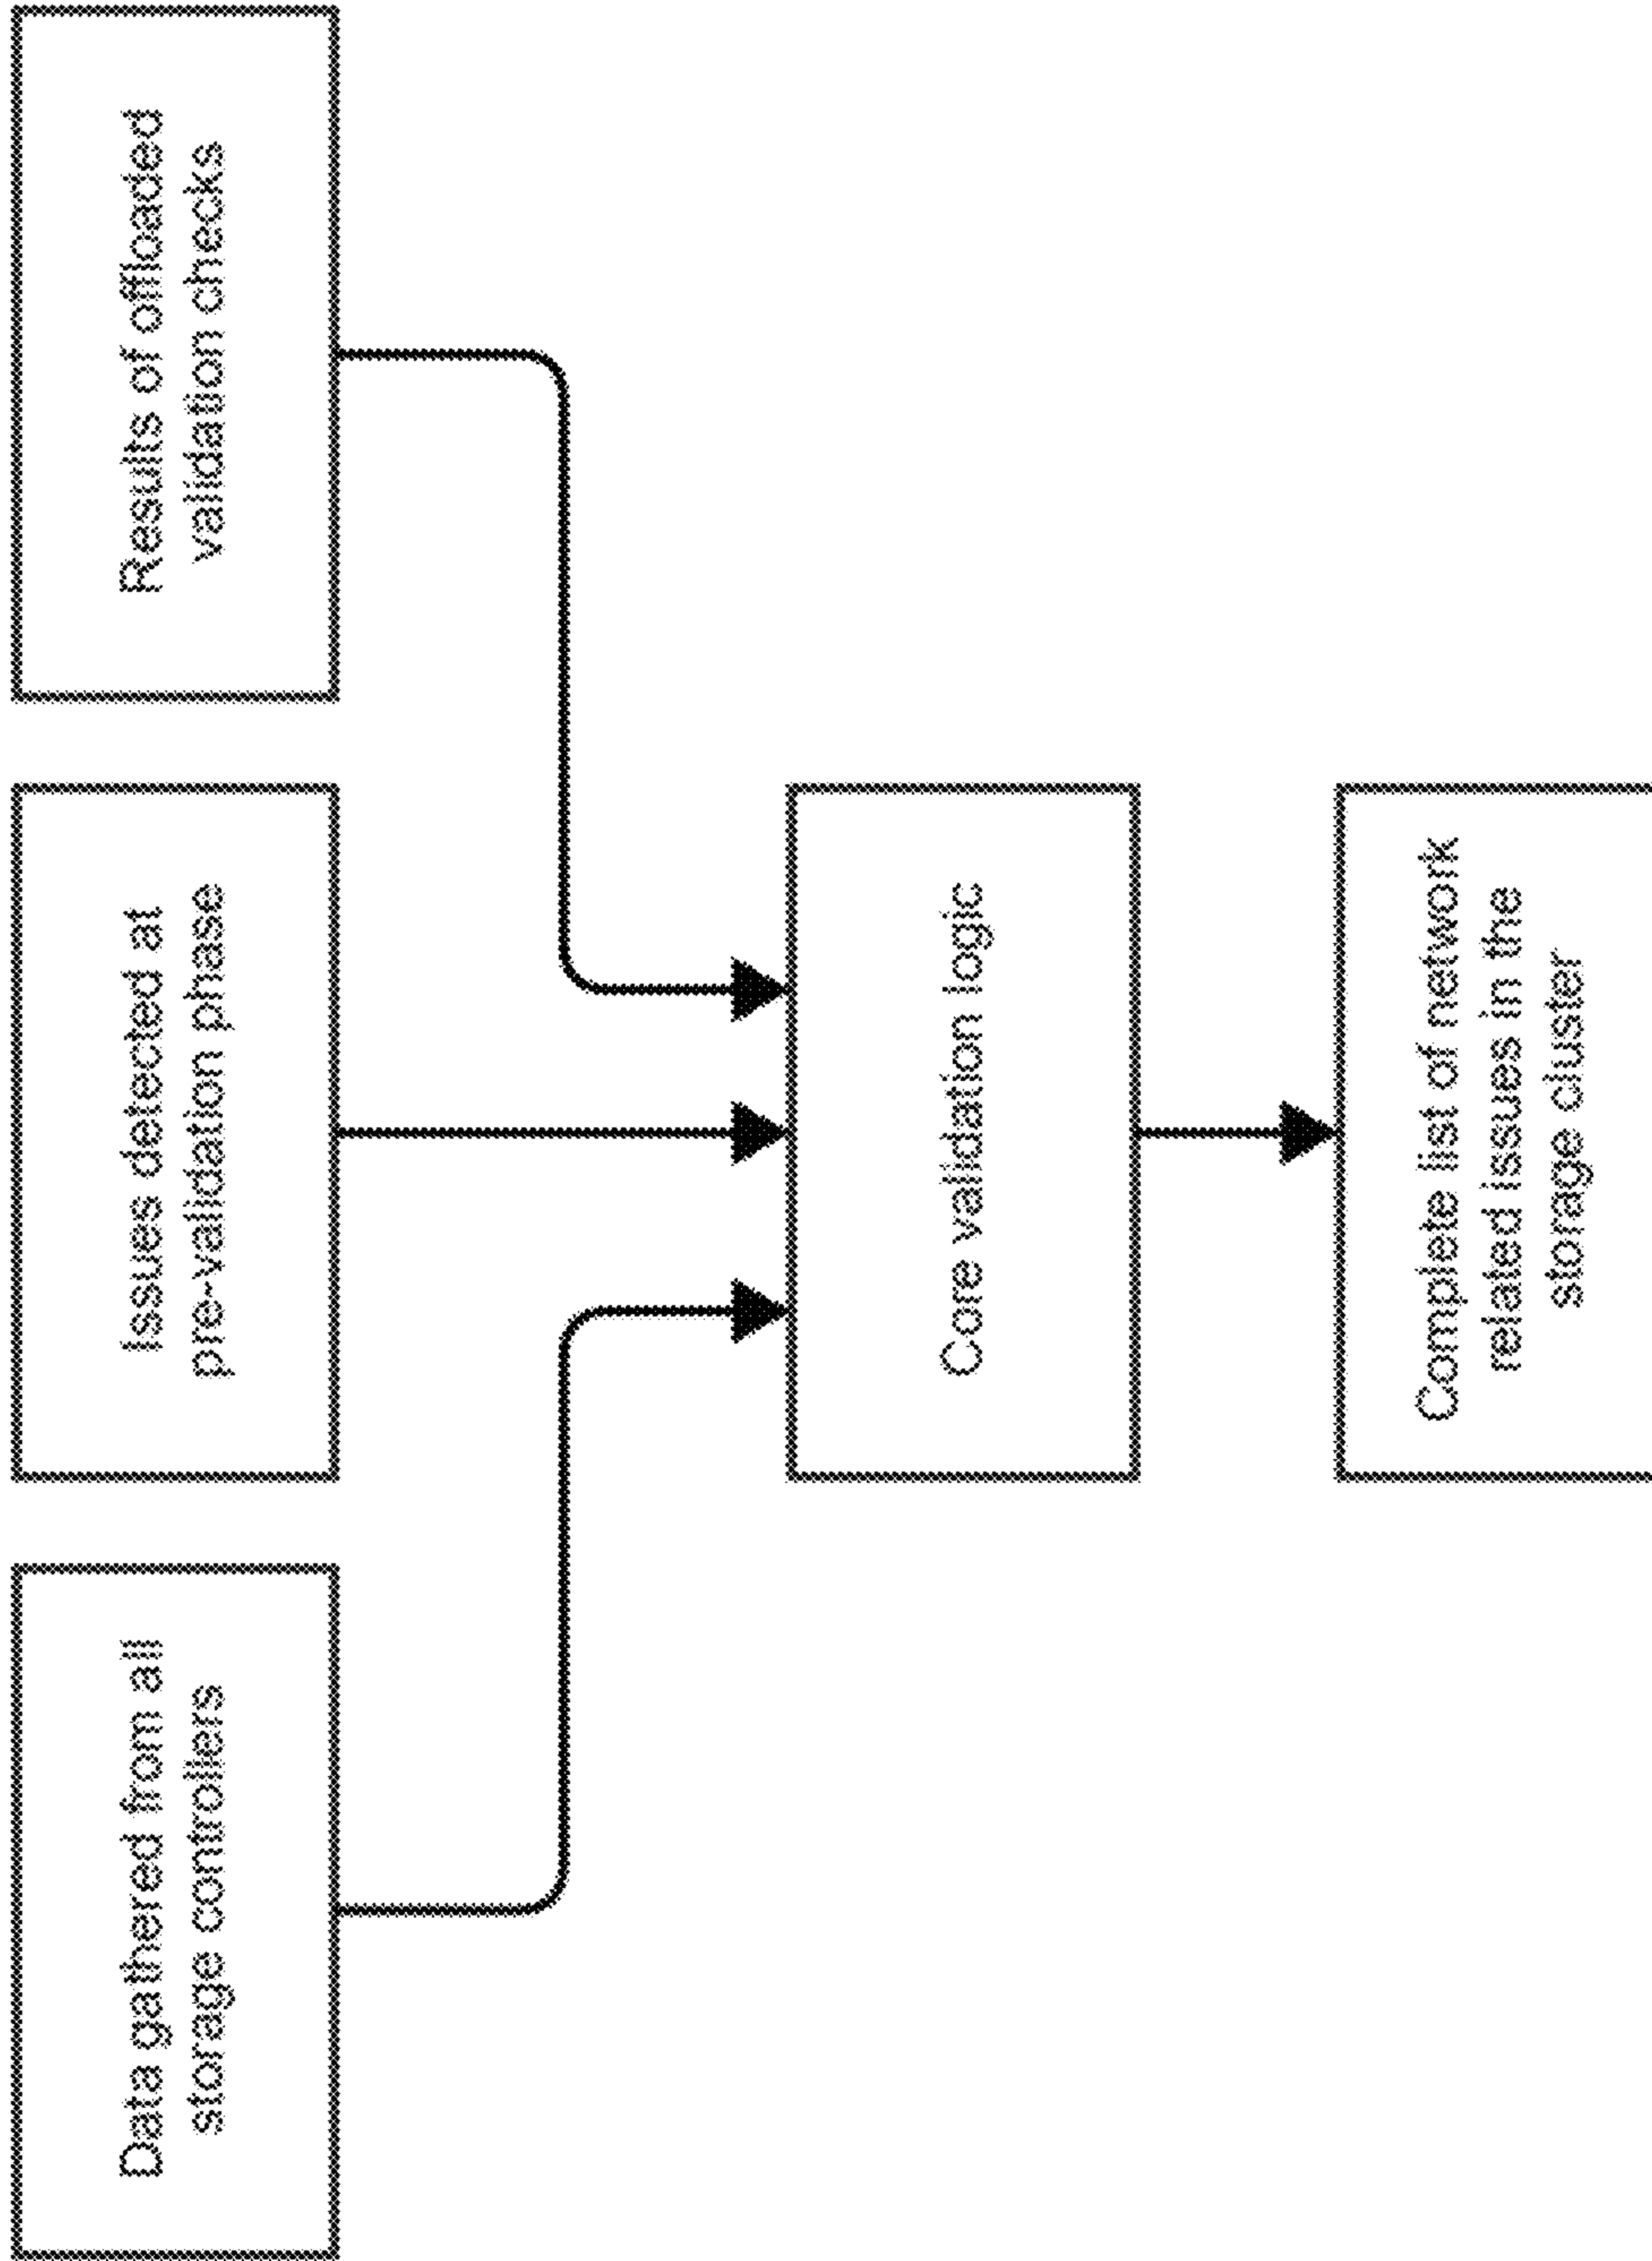 Data gathered from all
storage controllers
Issues detected at
pre-validation phase
Results of offloaded
validation checks
Core validation logic
Complete list of network
related issues in the
storage cluster